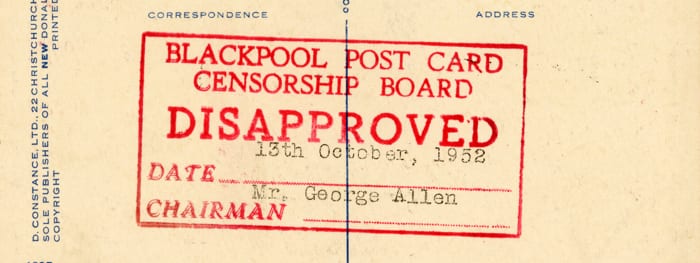 CORRESPONDENCE
ADDRESS
BLACKPOOL POST CARD
CENSORSHIP BOARD
DISAPPROVED
13th October, 1952
DATE
Mr. George Allen
CHAIRMAN
D. CONSTANCE, LTD., 22 CHRISTCHURCH
SOLE PUBLISHERS OF ALL NEW DONAL
COPYRIGHT
PRINTED